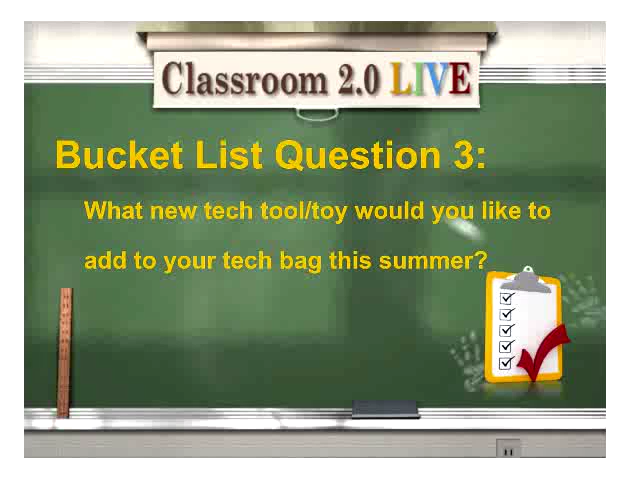 Classroom 2.0 LIVE
Bucket List Question 3:
What new tech tool/toy would you like to
add to your tech bag this summer?